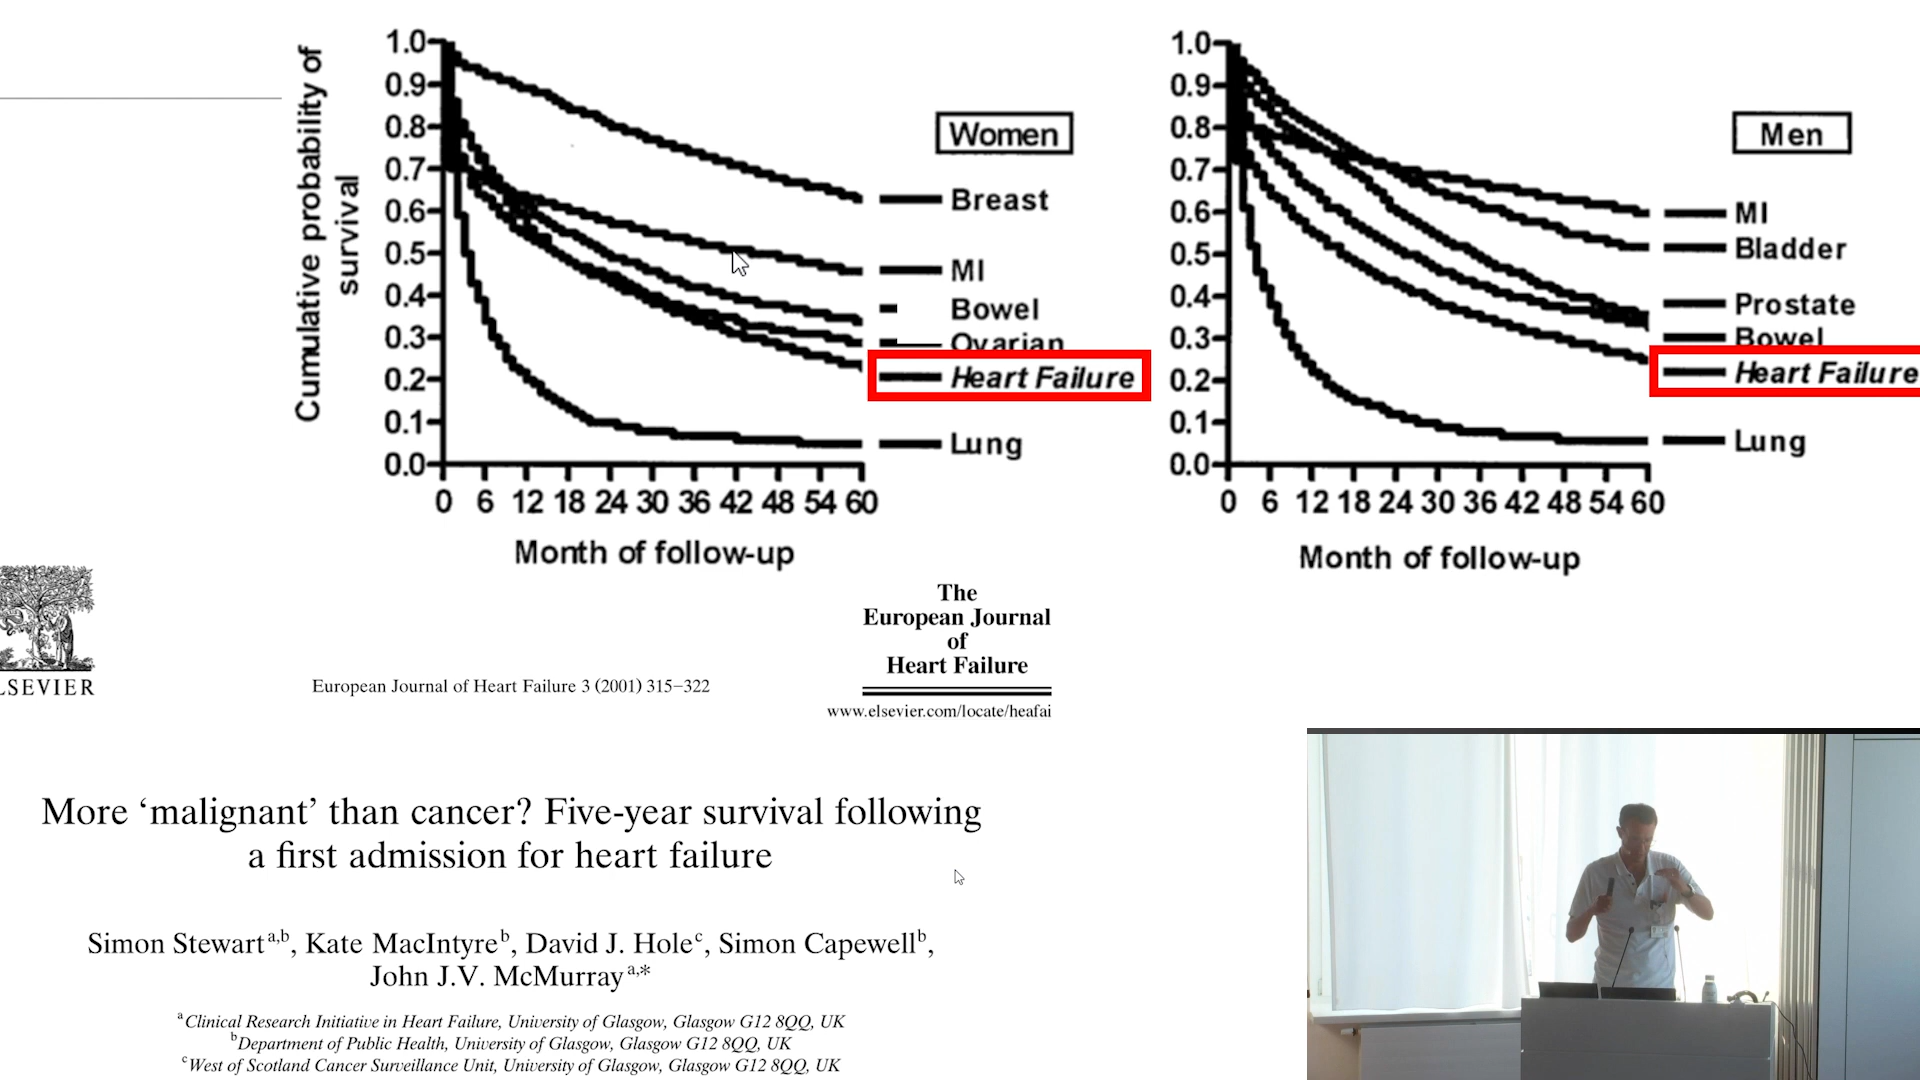 Cumulative probability of
survival
1.0
0.9
0.8
0.7
0.6
0.5
0.4
0.3
0.2
0.1
0.0
0 6 12 18 24 30 36 42 48 54 60
Month of follow-up
Women
Breast
MI
Bowel
Ovarian
Heart Failure
Lung
1.0
0.9
0.8
0.7
0.6
0.5
0.4
0.3
0.2
0.1
0.0
0 6 12 18 24 30 36 42 48 54 60
Month of follow-up
Men
MI
Bladder
Prostate
Bowel
Heart Failure
Lung
LSEVIER
European Journal of Heart Failure 3 (2001) 315–322
The
European Journal
of
Heart Failure
www.elsevier.com/locate/heafai
More ‘malignant’ than cancer? Five-year survival following
a first admission for heart failure
Simon Stewart a,b, Kate MacIntyre b, David J. Hole c, Simon Capewell b,
John J.V. McMurray a,*
a Clinical Research Initiative in Heart Failure, University of Glasgow, Glasgow G12 8QQ, UK
b Department of Public Health, University of Glasgow, Glasgow G12 8QQ, UK
c West of Scotland Cancer Surveillance Unit, University of Glasgow, Glasgow G12 8QQ, UK